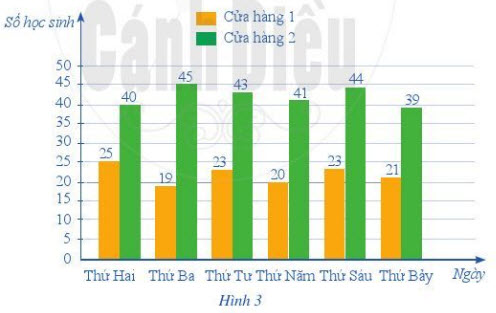 Cánh Diều
Số học sinh
Cửa hàng 1
Cửa hàng 2
50
45
40
35
30
25
20
15
10
5
0
25 40 19 45 23 43 20 41 23 44 21 39
Thứ Hai Thứ Ba Thứ Tư Thứ Năm Thứ Sáu Thứ Bảy Ngày
Hình 3